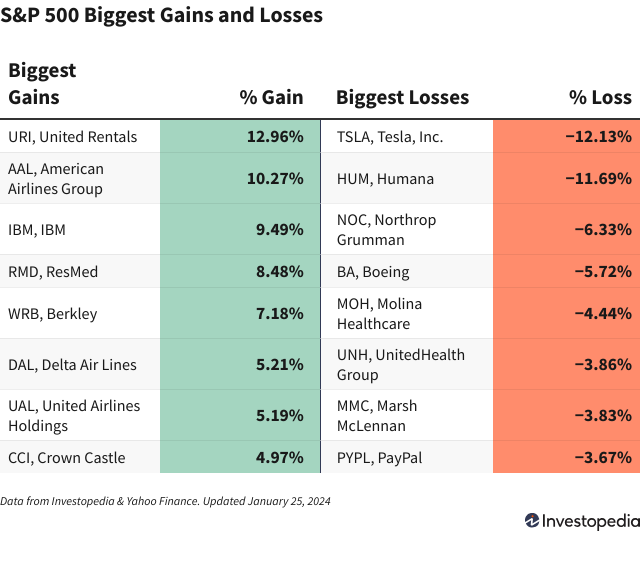 S&P 500 Biggest Gains and Losses
Biggest
Gains
% Gain
Biggest Losses
% Loss
URI, United Rentals
12.96%
TSLA, Tesla, Inc.
−12.13%
AAL, American
Airlines Group
10.27%
HUM, Humana
−11.69%
IBM, IBM
9.49%
NOC, Northrop
Grumman
−6.33%
RMD, ResMed
8.48%
BA, Boeing
−5.72%
WRB, Berkley
7.18%
MOH, Molina
Healthcare
−4.44%
DAL, Delta Air Lines
5.21%
UNH, UnitedHealth
Group
−3.86%
UAL, United Airlines
Holdings
5.19%
MMC, Marsh
McLennan
−3.83%
CCI, Crown Castle
4.97%
PYPL, PayPal
−3.67%
Data from Investopedia & Yahoo Finance. Updated January 25, 2024
Investopedia